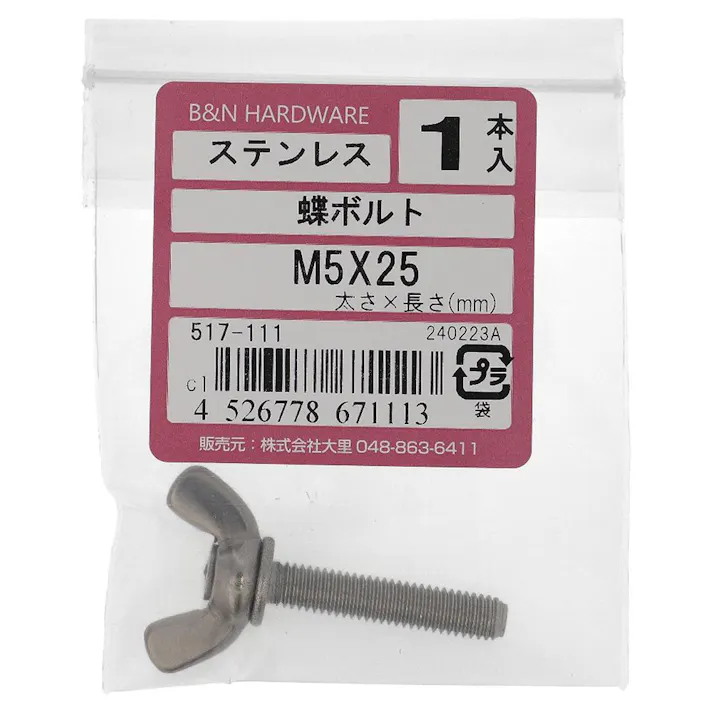 B&N HARDWARE
ステンレス
1本入
蝶ボルト
M5X25
太さ×長さ(mm)
517-111
240223A
C1
4 526778 671113
プラ
袋
販売元：株式会社大里 048-863-6411